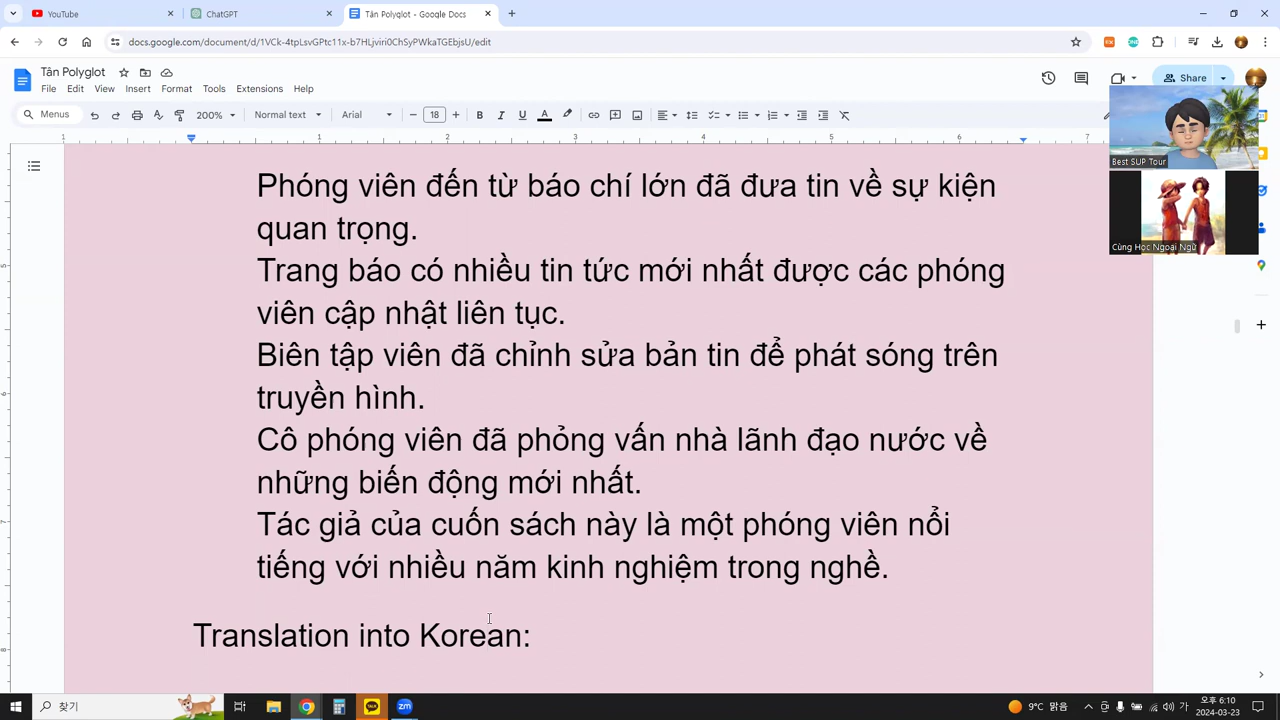 YouTube
ChatGPT
Tân Polyglot - Google Docs
docs.google.com/document/d/1VCk-4tpLsvGPtc11x-b7HLjviri0ChSyPWkaTGEbjsU/edit
Tân Polyglot
File Edit View Insert Format Tools Extensions Help
Share
Menus
200%
Normal text
Arial
18
Best SUP Tour
Cùng Học Ngoại Ngữ
Phóng viên đến từ báo chí lớn đã đưa tin về sự kiện
quan trọng.
Trang báo có nhiều tin tức mới nhất được các phóng
viên cập nhật liên tục.
Biên tập viên đã chỉnh sửa bản tin để phát sóng trên
truyền hình.
Cô phóng viên đã phỏng vấn nhà lãnh đạo nước về
những biến động mới nhất.
Tác giả của cuốn sách này là một phóng viên nổi
tiếng với nhiều năm kinh nghiệm trong nghề.
Translation into Korean:
찾기
TALK
zm
9℃ 맑음
가
오후 6:10
2024-03-23